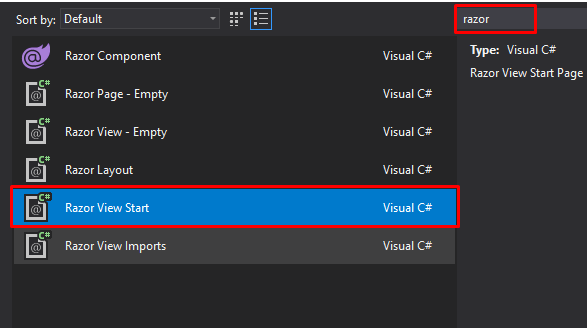 Sort by: Default
razor
Razor Component Visual C#
Type: Visual C#
Razor View Start Page
C# @ Razor Page - Empty Visual C#
C# @ Razor View - Empty Visual C#
C# @ Razor Layout Visual C#
C# @ Razor View Start Visual C#
C# @ Razor View Imports Visual C#